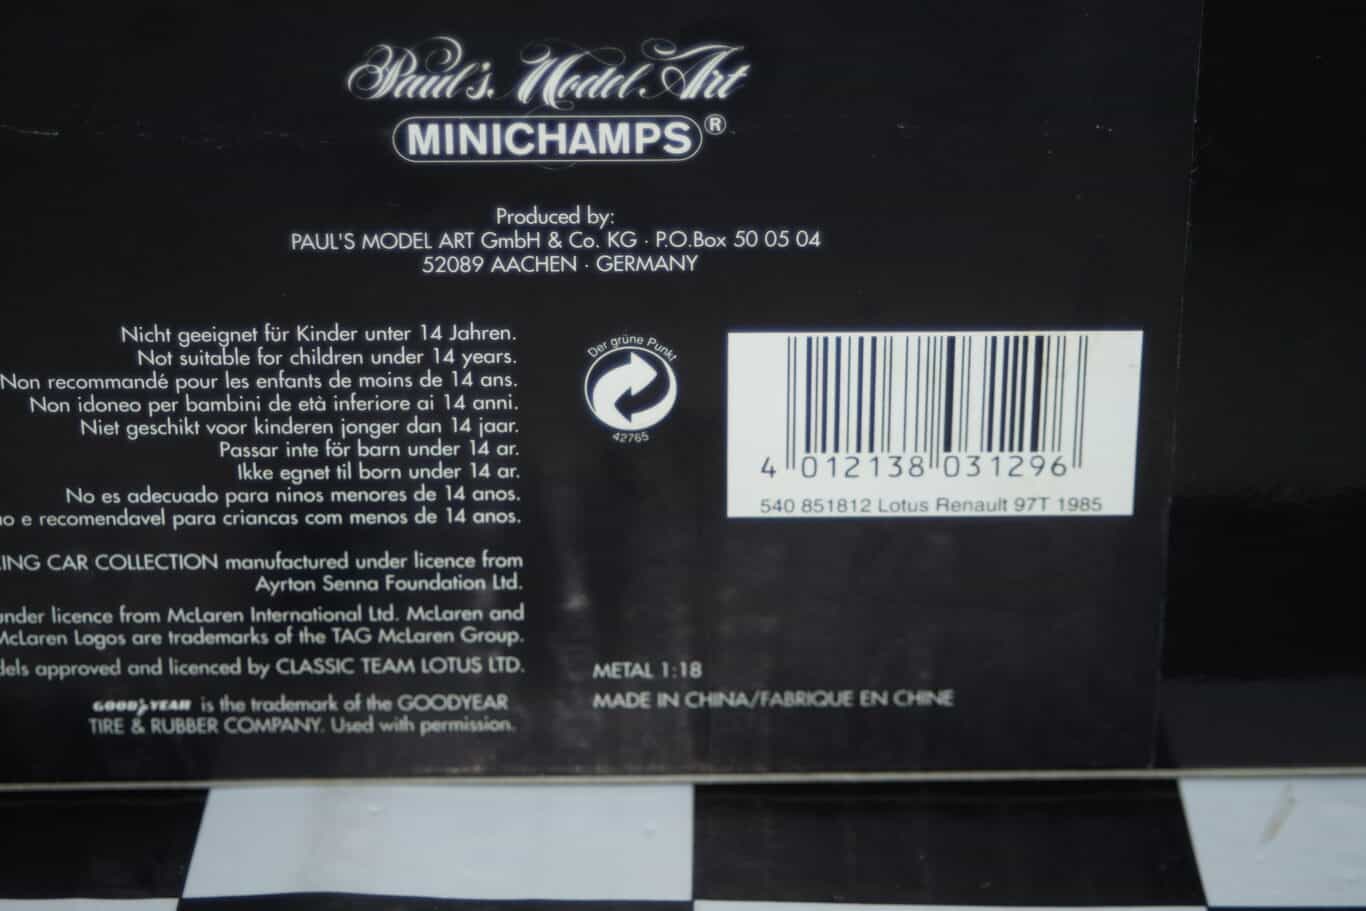 Paul's Model Art
MINICHAMPS®
Produced by:
PAUL'S MODEL ART GmbH & Co. KG · P.O.Box 50 05 04
52089 AACHEN · GERMANY
Nicht geeignet für Kinder unter 14 Jahren.
Not suitable for children under 14 years.
Non recommandé pour les enfants de moins de 14 ans.
Non idoneo per bambini de età inferiore ai 14 anni.
Niet geschikt voor kinderen jonger dan 14 jaar.
Passar inte för barn under 14 ar.
Ikke egnet til born under 14 ar.
No es adecuado para ninos menores de 14 anos.
o e recomendavel para criancas com menos de 14 anos.
ING CAR COLLECTION manufactured under licence from
Ayrton Senna Foundation Ltd.
under licence from McLaren International Ltd. McLaren and
McLaren Logos are trademarks of the TAG McLaren Group.
dels approved and licenced by CLASSIC TEAM LOTUS LTD.
GOODYEAR is the trademark of the GOODYEAR
TIRE & RUBBER COMPANY. Used with permission.
Der grüne Punkt
42765
4 012138 031296
540 851812 Lotus Renault 97T 1985
METAL 1:18
MADE IN CHINA/FABRIQUE EN CHINE